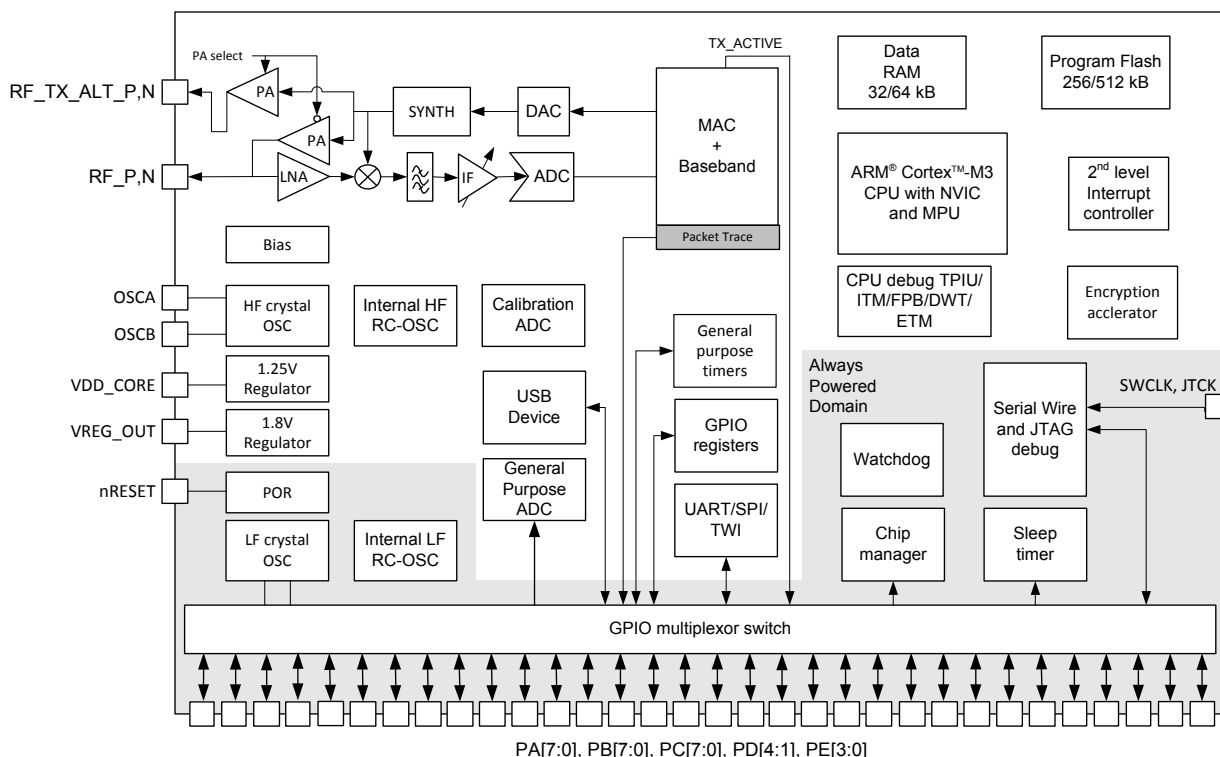 PA select
RF_TX_ALT_P,N
PA
SYNTH
DAC
PA
RF_P,N
LNA
IF
ADC
TX_ACTIVE
MAC
+
Baseband
Packet Trace
Data
RAM
32/64 kB
Program Flash
256/512 kB
ARM® Cortex™-M3
CPU with NVIC
and MPU
2nd level
Interrupt
controller
Bias
OSCA
OSCB
HF crystal
OSC
Internal HF
RC-OSC
Calibration
ADC
CPU debug TPIU/
ITM/FPB/DWT/
ETM
Encryption
acclerator
General
purpose
timers
VDD_CORE
1.25V
Regulator
USB
Device
VREG_OUT
1.8V
Regulator
GPIO
registers
Always
Powered
Domain
Serial Wire
and JTAG
debug
SWCLK, JTCK
nRESET
POR
General
Purpose
ADC
Watchdog
LF crystal
OSC
Internal LF
RC-OSC
UART/SPI/
TWI
Chip
manager
Sleep
timer
GPIO multiplexor switch
PA[7:0], PB[7:0], PC[7:0], PD[4:1], PE[3:0]